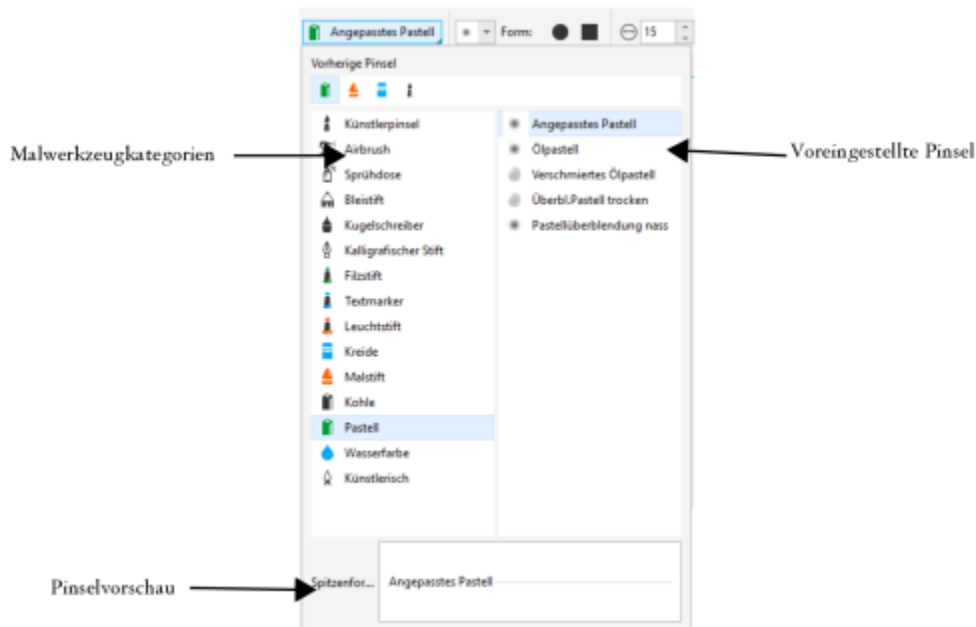 Angepasstes Pastell Form: 15
Vorherige Pinsel
Künstlerpinsel
Airbrush
Sprühdose
Bleistift
Kugelschreiber
Kalligrafischer Stift
Filzstift
Textmarker
Leuchtstift
Kreide
Malstift
Kohle
Pastell
Wasserfarbe
Künstlerisch
Angepasstes Pastell
Ölpastell
Verschmiertes Ölpastell
Überbl.Pastell trocken
Pastellüberblendung nass
Malwerkzeugkategorien
Voreingestellte Pinsel
Pinselvorschau
Spitzenfor...
Angepasstes Pastell